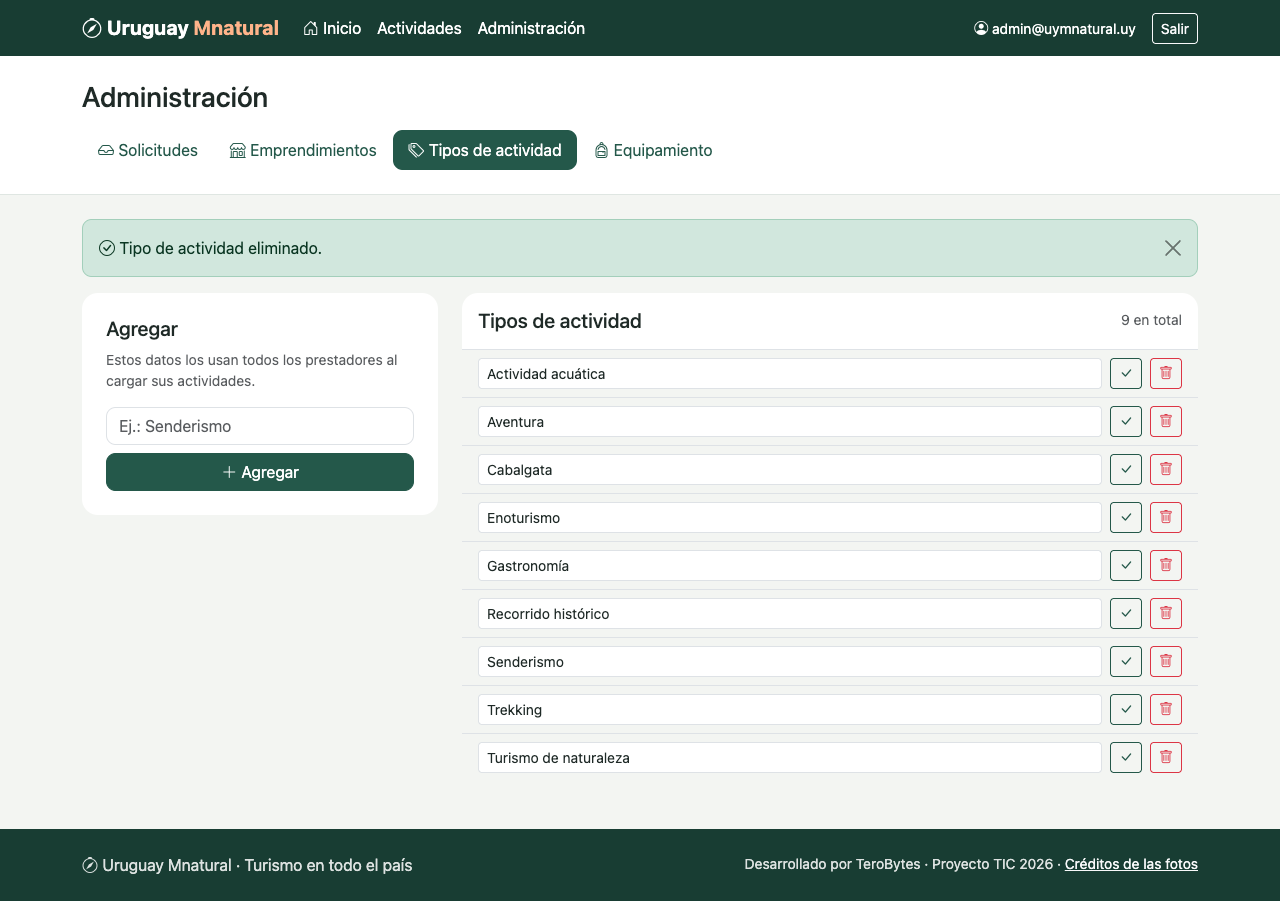 Uruguay Mnatural Inicio Actividades Administración admin@uymnatural.uy Salir
Administración
Solicitudes Emprendimientos Tipos de actividad Equipamiento
Tipo de actividad eliminado.
Agregar
Estos datos los usan todos los prestadores al
cargar sus actividades.
Ej.: Senderismo
+ Agregar
Tipos de actividad 9 en total
Actividad acuática
Aventura
Cabalgata
Enoturismo
Gastronomía
Recorrido histórico
Senderismo
Trekking
Turismo de naturaleza
Uruguay Mnatural · Turismo en todo el país
Desarrollado por TeroBytes · Proyecto TIC 2026 · Créditos de las fotos